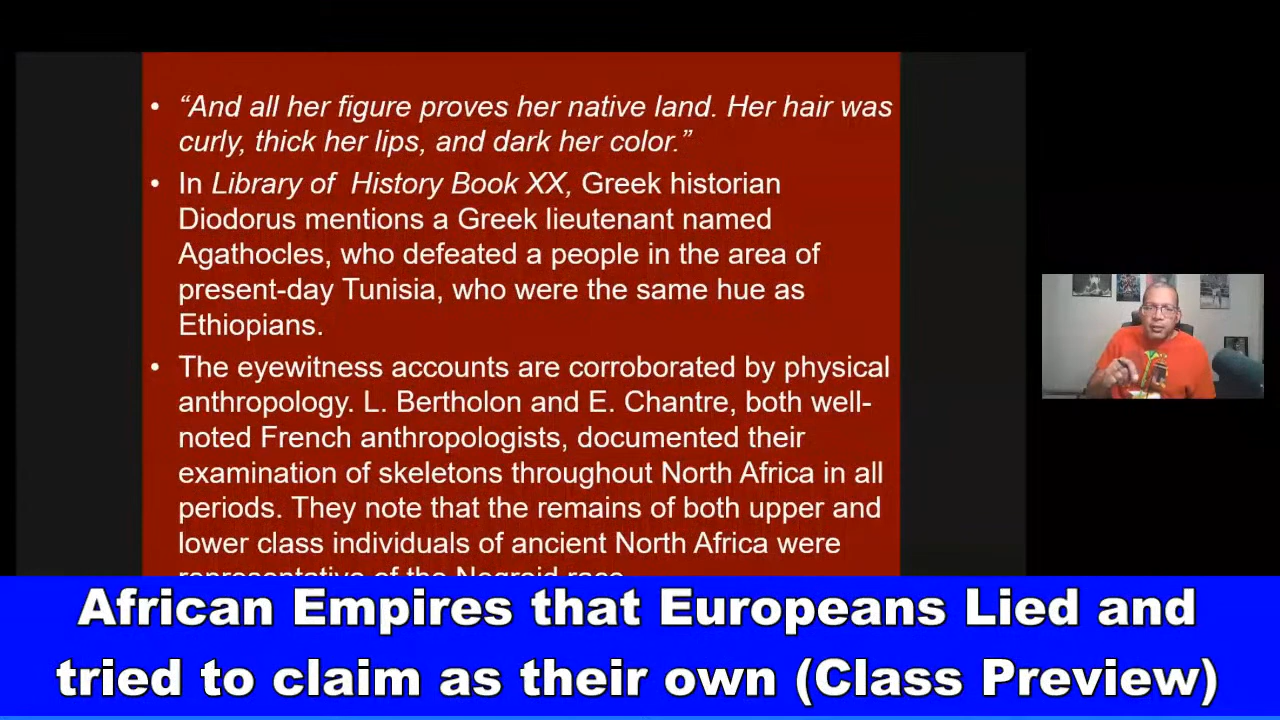 • “And all her figure proves her native land. Her hair was
curly, thick her lips, and dark her color.”
• In Library of History Book XX, Greek historian
Diodorus mentions a Greek lieutenant named
Agathocles, who defeated a people in the area of
present-day Tunisia, who were the same hue as
Ethiopians.
• The eyewitness accounts are corroborated by physical
anthropology. L. Bertholon and E. Chantre, both well-
noted French anthropologists, documented their
examination of skeletons throughout North Africa in all
periods. They note that the remains of both upper and
lower class individuals of ancient North Africa were
representative of the Negroid race
African Empires that Europeans Lied and
tried to claim as their own (Class Preview)